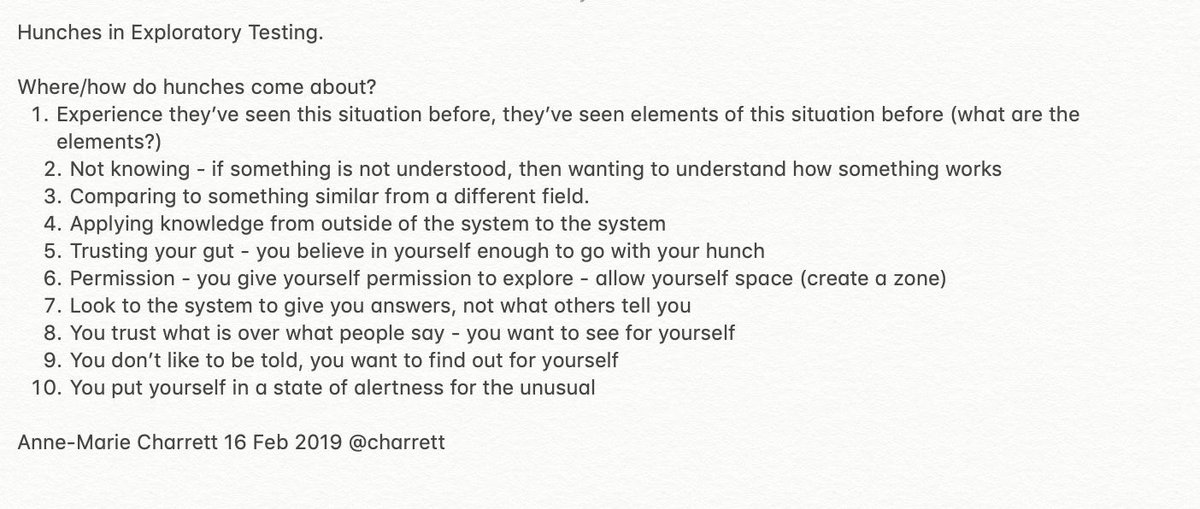 Hunches in Exploratory Testing.
Where/how do hunches come about?
1. Experience they’ve seen this situation before, they’ve seen elements of this situation before (what are the
elements?)
2. Not knowing - if something is not understood, then wanting to understand how something works
3. Comparing to something similar from a different field.
4. Applying knowledge from outside of the system to the system
5. Trusting your gut - you believe in yourself enough to go with your hunch
6. Permission - you give yourself permission to explore - allow yourself space (create a zone)
7. Look to the system to give you answers, not what others tell you
8. You trust what is over what people say - you want to see for yourself
9. You don’t like to be told, you want to find out for yourself
10. You put yourself in a state of alertness for the unusual
Anne-Marie Charrett 16 Feb 2019 @charrett